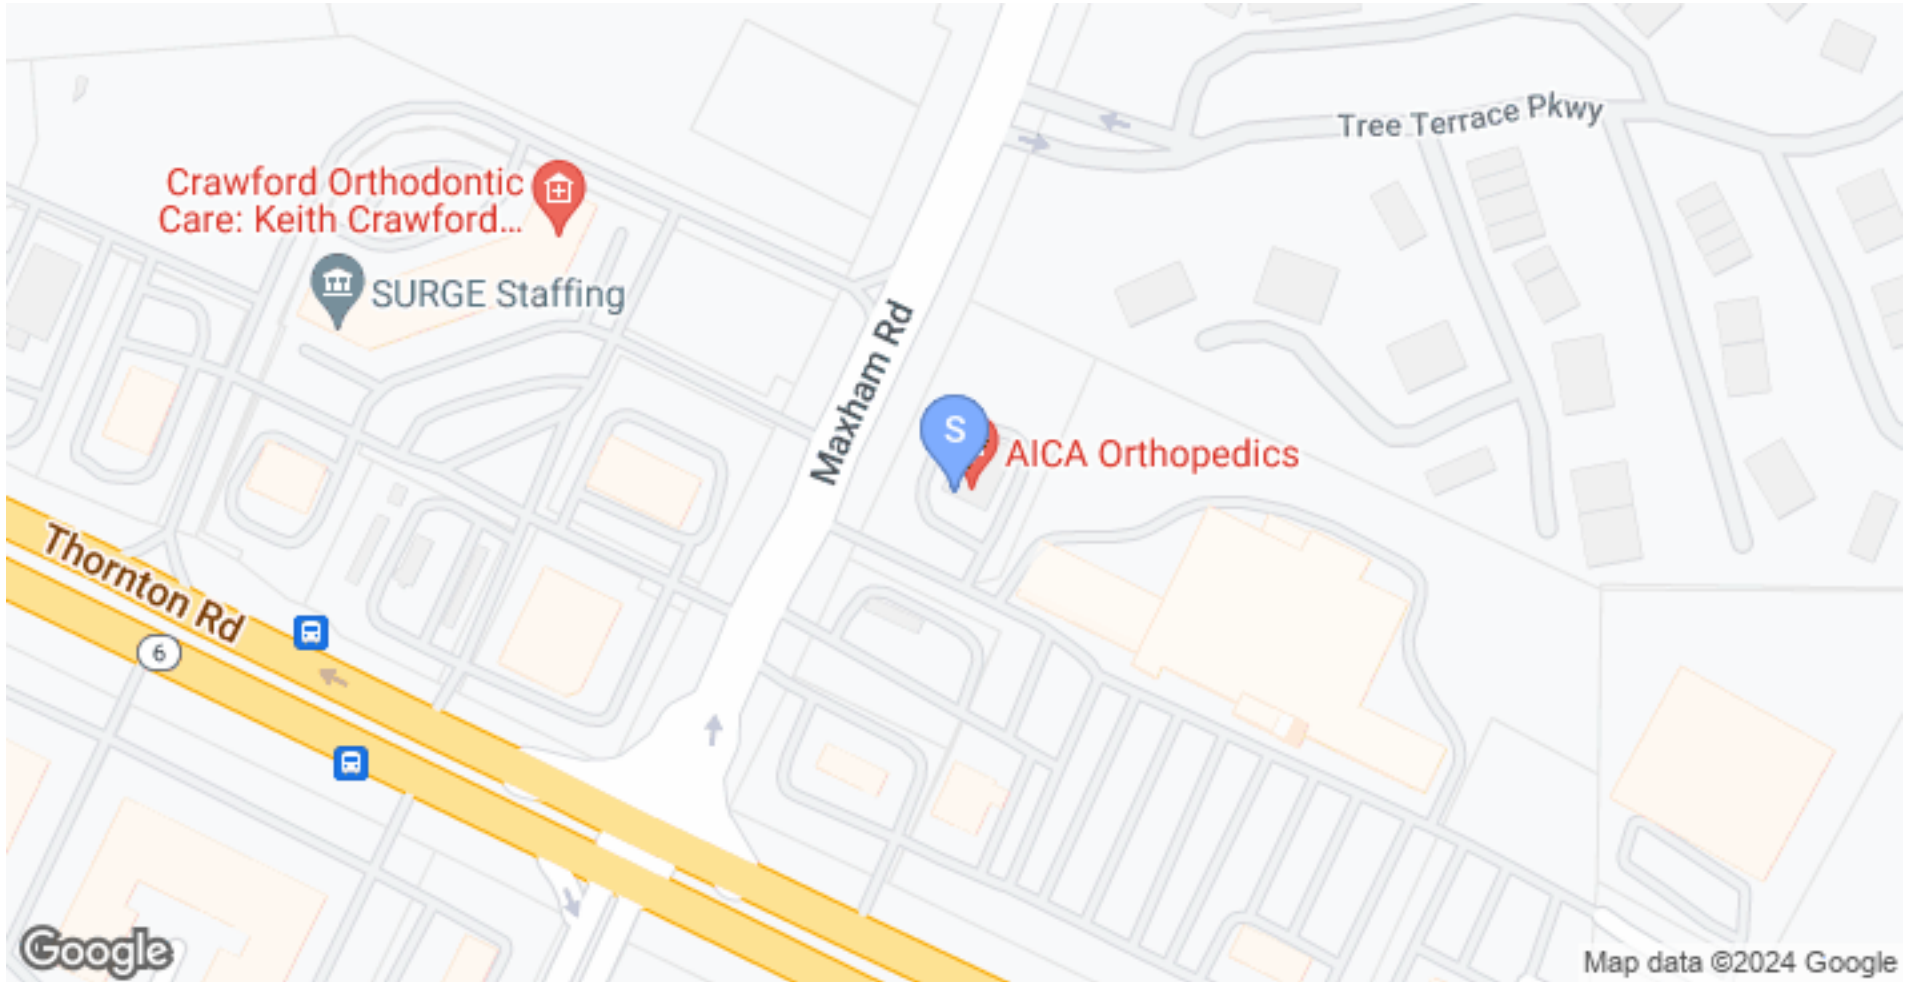 Tree Terrace Pkwy
Crawford Orthodontic
Care: Keith Crawford...
SURGE Staffing
Maxham Rd
S
AICA Orthopedics
Thornton Rd
6
Google
Map data ©2024 Google